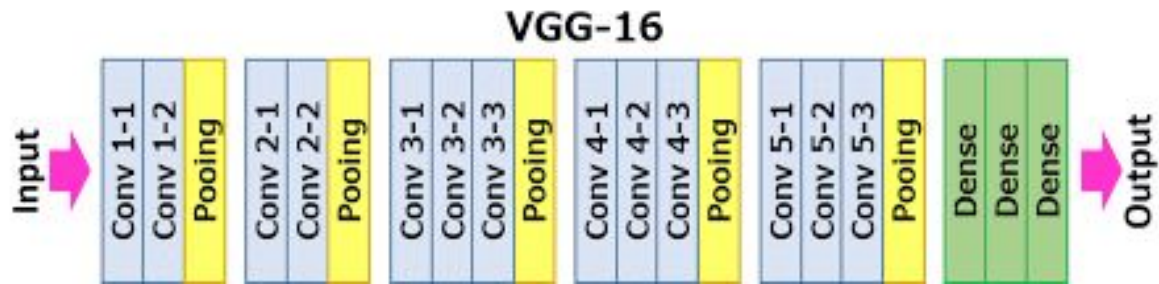 VGG-16
Input
Conv 1-1
Conv 1-2
Pooing
Conv 2-1
Conv 2-2
Pooing
Conv 3-1
Conv 3-2
Conv 3-3
Pooing
Conv 4-1
Conv 4-2
Conv 4-3
Pooing
Conv 5-1
Conv 5-2
Conv 5-3
Pooing
Dense
Dense
Dense
Output